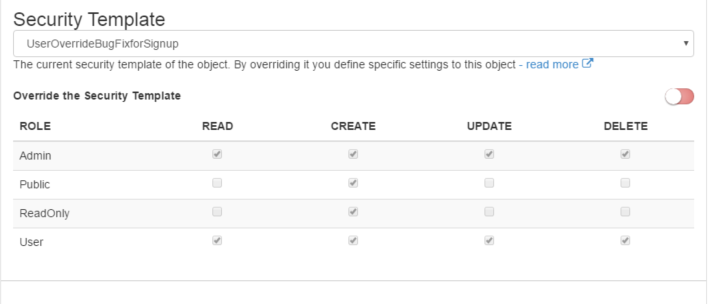 Security Template
UserOverrideBugFixforSignup
The current security template of the object. By overriding it you define specific settings to this object - read more
Override the Security Template
ROLE READ CREATE UPDATE DELETE
Admin
Public
ReadOnly
User